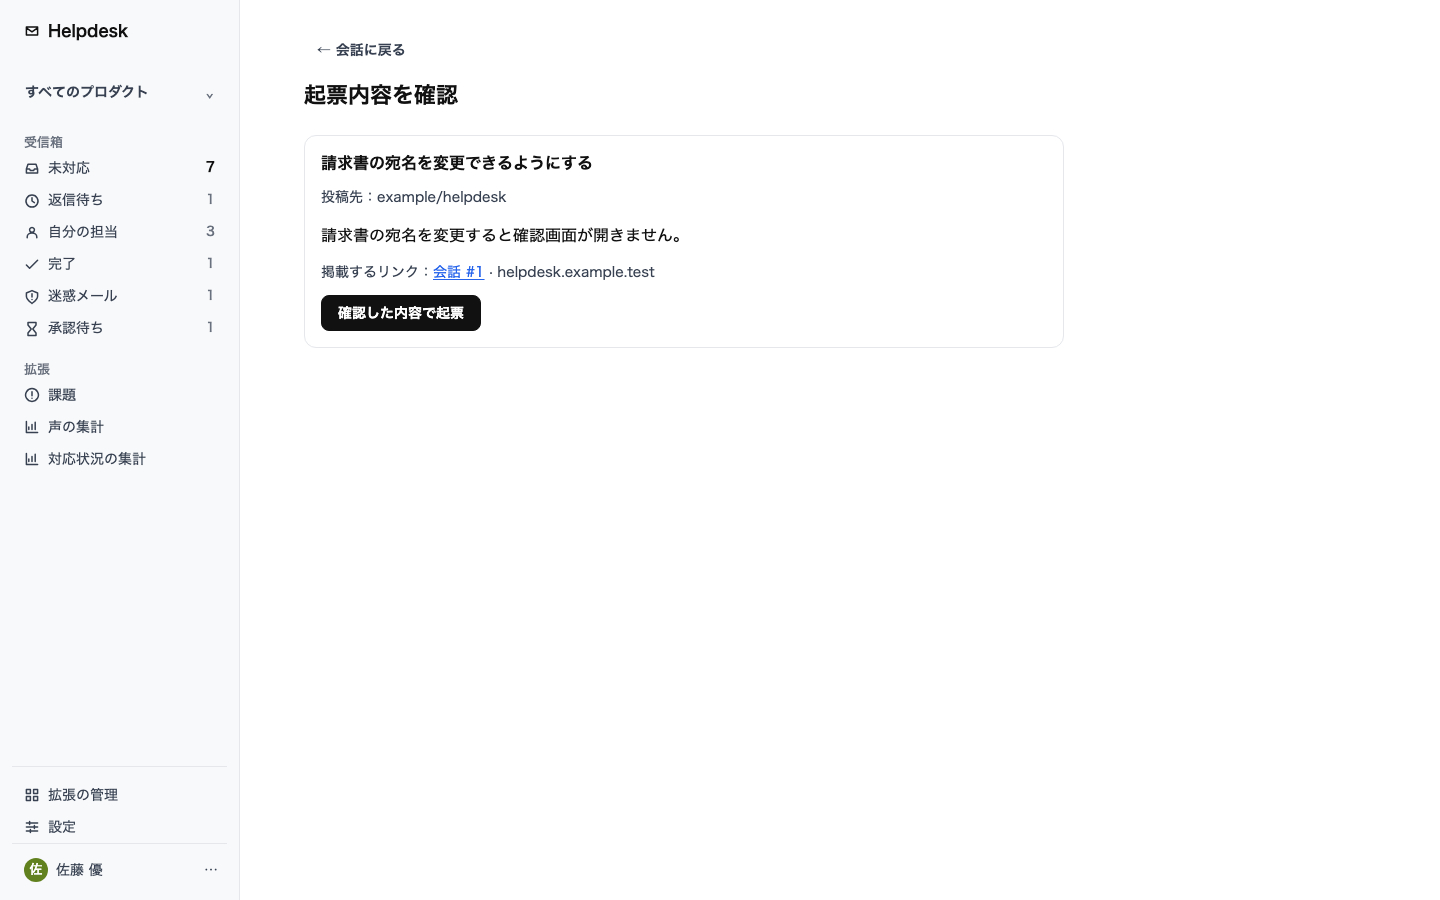 Helpdesk
すべてのプロダクト
受信箱
未対応 7
返信待ち 1
自分の担当 3
完了 1
迷惑メール 1
承認待ち 1
拡張
課題
声の集計
対応状況の集計
拡張の管理
設定
佐 佐藤 優 …
← 会話に戻る
起票内容を確認
請求書の宛名を変更できるようにする
投稿先：example/helpdesk
請求書の宛名を変更すると確認画面が開きません。
掲載するリンク：会話 #1 · helpdesk.example.test
確認した内容で起票